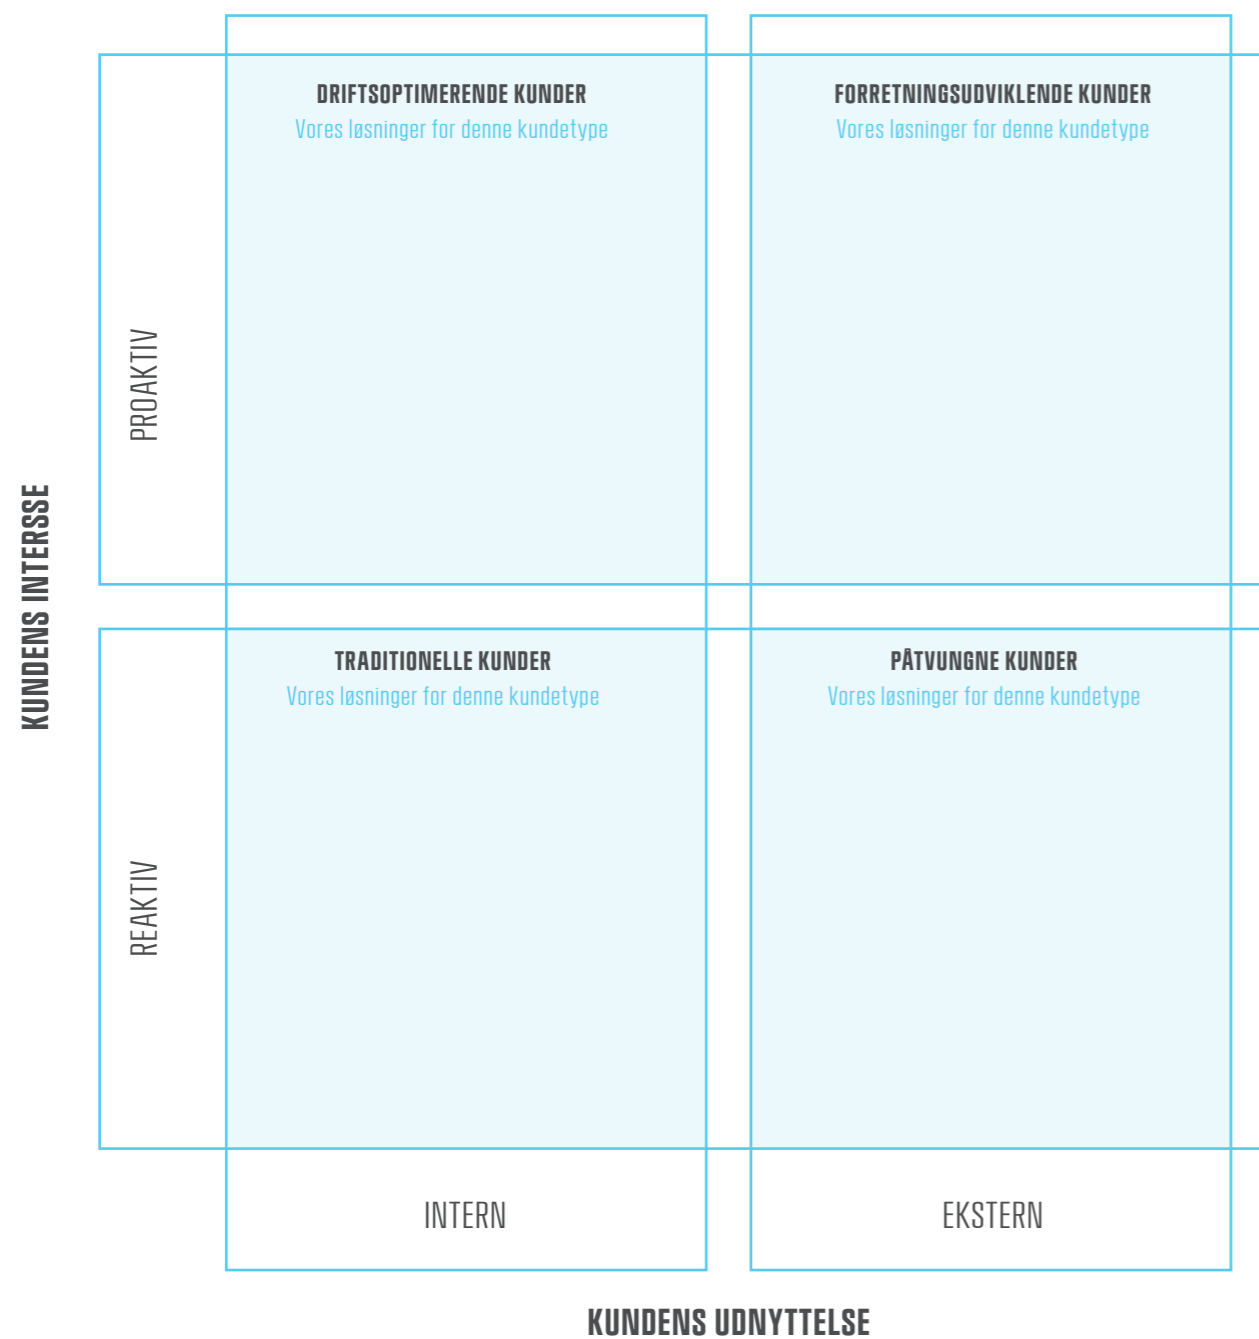 DRIFTSOPTIMERENDE KUNDER
Vores løsninger for denne kundetype
FORRETNINGSUDVIKLENDE KUNDER
Vores løsninger for denne kundetype
PROAKTIV
KUNDENS INTERSSE
TRADITIONELLE KUNDER
Vores løsninger for denne kundetype
PÅTVUNGNE KUNDER
Vores løsninger for denne kundetype
REAKTIV
INTERN
EKSTERN
KUNDENS UDNYTTELSE